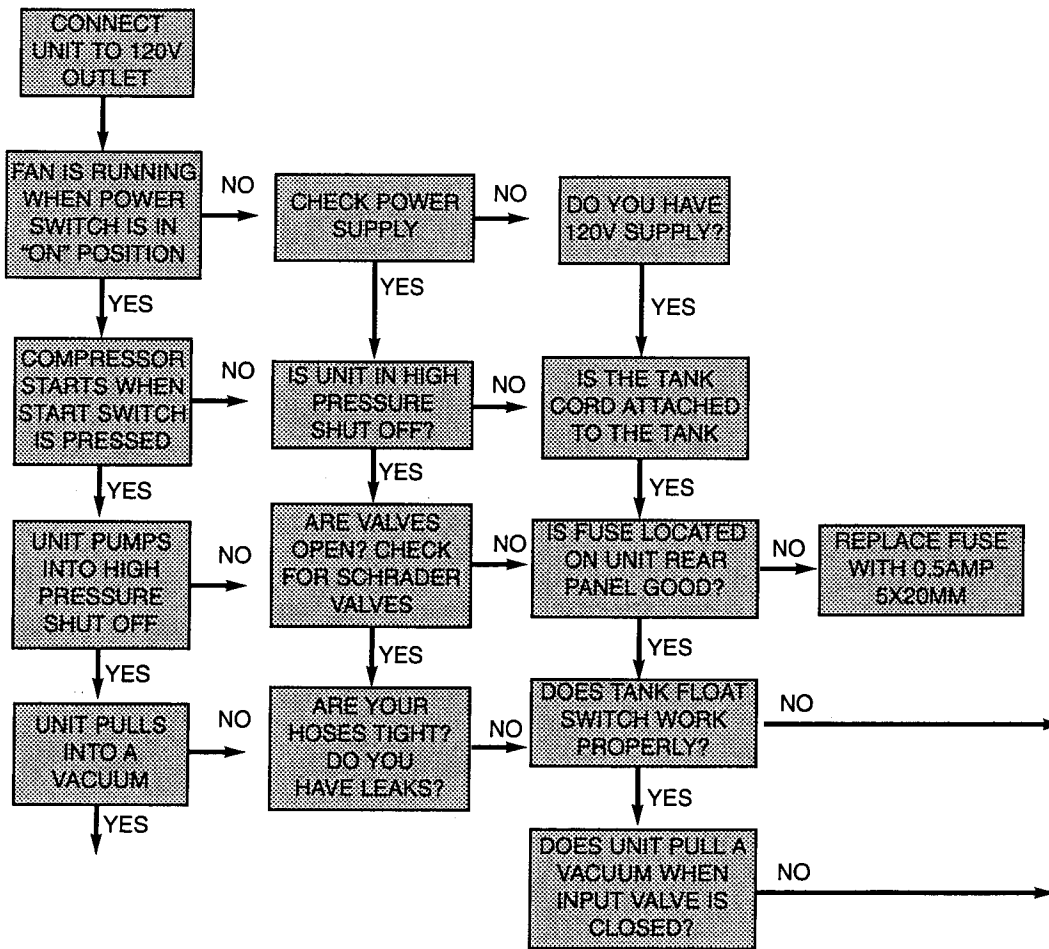 CONNECT
UNIT TO 120V
OUTLET
FAN IS RUNNING
WHEN POWER
SWITCH IS IN
"ON" POSITION
NO
CHECK POWER
SUPPLY
NO
DO YOU HAVE
120V SUPPLY?
YES
YES
YES
COMPRESSOR
STARTS WHEN
START SWITCH
IS PRESSED
NO
IS UNIT IN HIGH
PRESSURE
SHUT OFF?
NO
IS THE TANK
CORD ATTACHED
TO THE TANK
YES
YES
YES
UNIT PUMPS
INTO HIGH
PRESSURE
SHUT OFF
NO
ARE VALVES
OPEN? CHECK
FOR SCHRADER
VALVES
NO
IS FUSE LOCATED
ON UNIT REAR
PANEL GOOD?
NO
REPLACE FUSE
WITH 0.5AMP
5X20MM
YES
YES
YES
UNIT PULLS
INTO A
VACUUM
NO
ARE YOUR
HOSES TIGHT?
DO YOU
HAVE LEAKS?
NO
DOES TANK FLOAT
SWITCH WORK
PROPERLY?
NO
YES
YES
DOES UNIT PULL A
VACUUM WHEN
INPUT VALVE IS
CLOSED?
NO